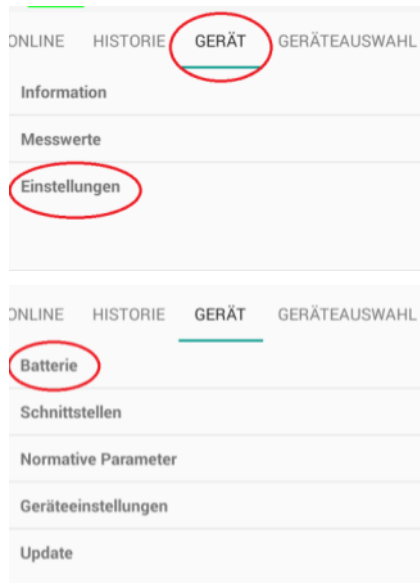 ONLINE HISTORIE GERÄT GERÄTEAUSWAHL
Information
Messwerte
Einstellungen
ONLINE HISTORIE GERÄT GERÄTEAUSWAHL
Batterie
Schnittstellen
Normative Parameter
Geräteeinstellungen
Update